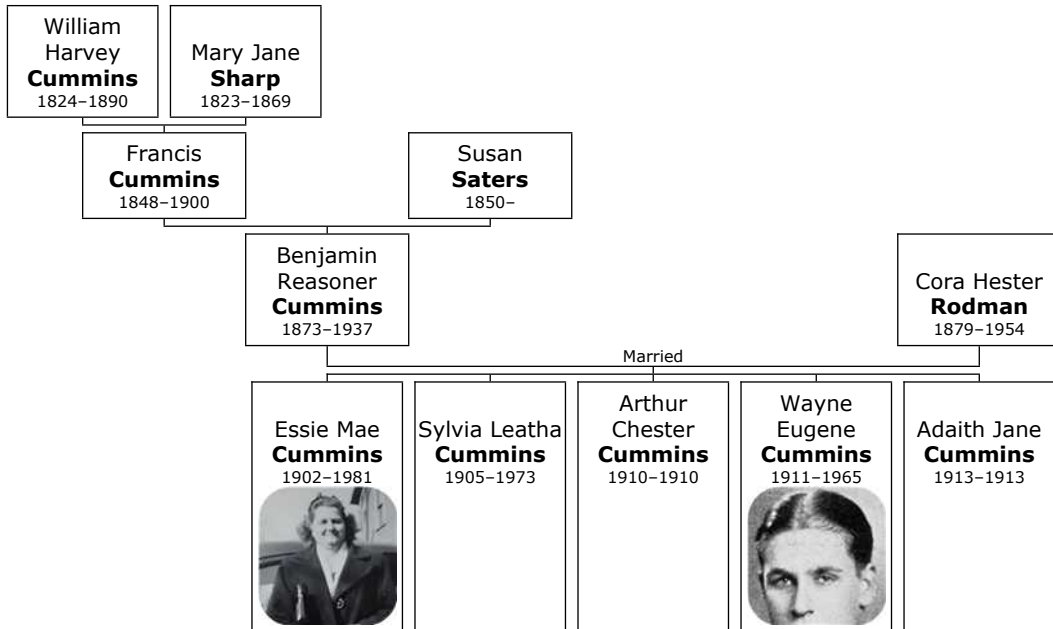 William
Harvey
Cummins
1824–1890
Mary Jane
Sharp
1823–1869
Francis
Cummins
1848–1900
Susan
Saters
1850–
Benjamin
Reasoner
Cummins
1873–1937
Cora Hester
Rodman
1879–1954
Married
Essie Mae
Cummins
1902–1981
Sylvia Leatha
Cummins
1905–1973
Arthur
Chester
Cummins
1910–1910
Wayne
Eugene
Cummins
1911–1965
Adaith Jane
Cummins
1913–1913